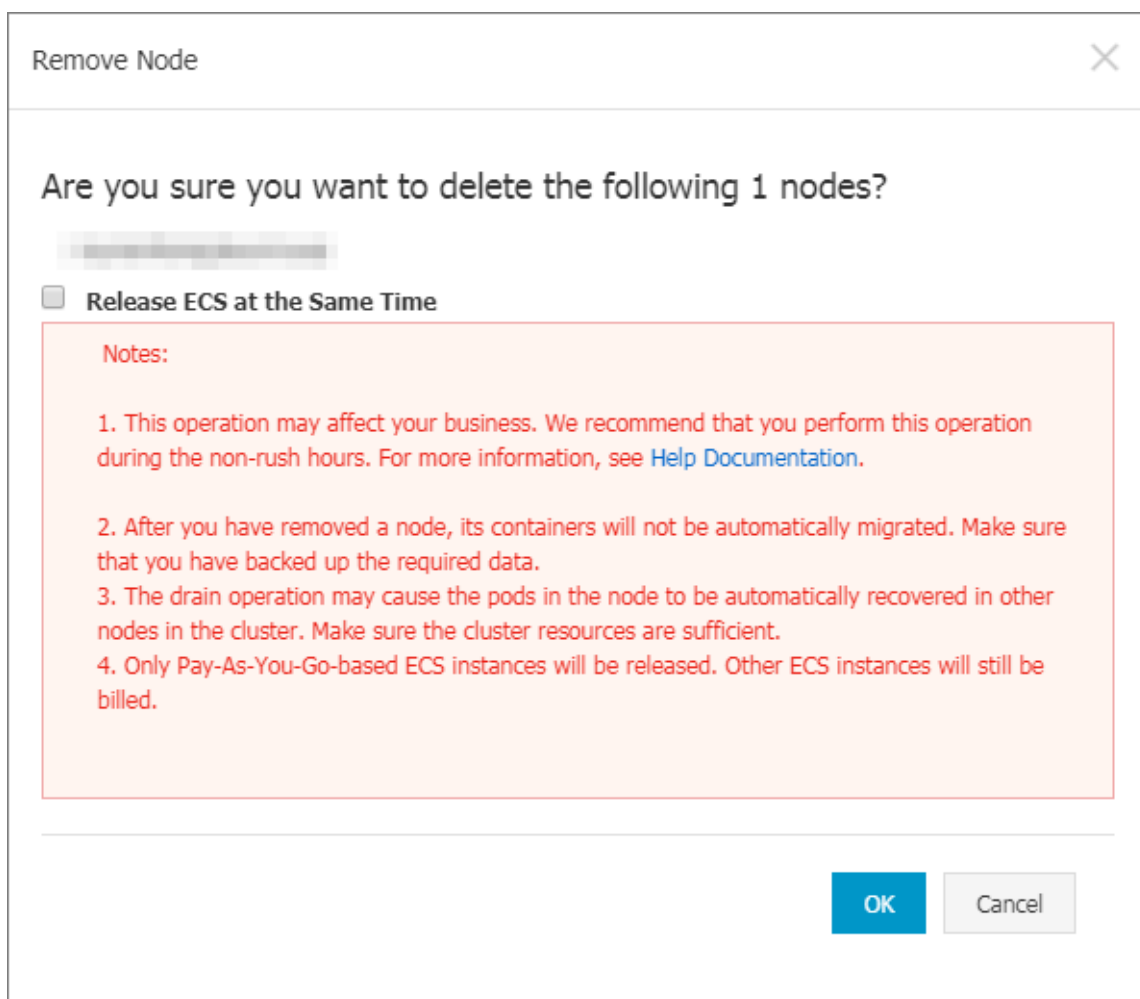 Remove Node
Are you sure you want to delete the following 1 nodes?
Release ECS at the Same Time
Notes:
1. This operation may affect your business. We recommend that you perform this operation
during the non-rush hours. For more information, see Help Documentation.
2. After you have removed a node, its containers will not be automatically migrated. Make sure
that you have backed up the required data.
3. The drain operation may cause the pods in the node to be automatically recovered in other
nodes in the cluster. Make sure the cluster resources are sufficient.
4. Only Pay-As-You-Go-based ECS instances will be released. Other ECS instances will still be
billed.
OK
Cancel